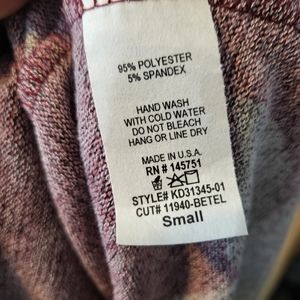 95% POLYESTER
5% SPANDEX
HAND WASH
WITH COLD WATER
DO NOT BLEACH
HANG OR LINE DRY
MADE IN U.S.A.
RN # 145751
STYLE# KD31345-01
CUT# 11940-BETEL
Small